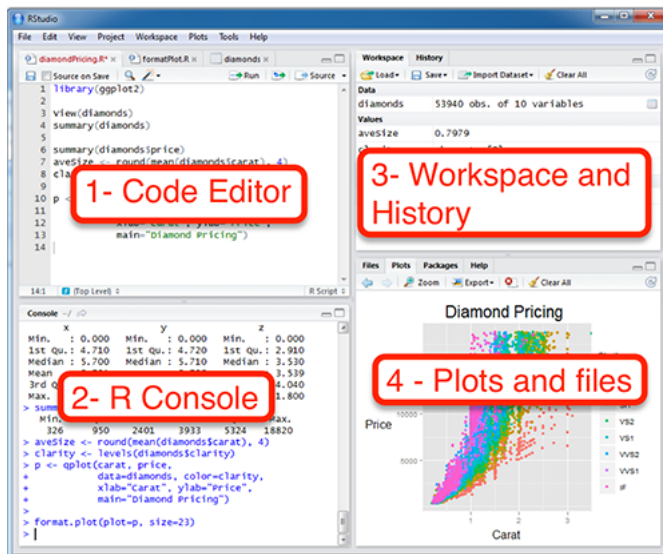 RStudio
File Edit View Project Workspace Plots Tools Help
diamondPricing.R* formatPlot.R diamonds
Source on Save Run Source
1 library(ggplot2)
2
3 view(diamonds)
4 summary(diamonds)
5
6 summary(diamonds$price)
7 aveSize <- round(mean(diamonds$carat), 4)
8
9
10 p <
11
12 xlab="Carat", ylab="Price",
13 main="Diamond Pricing")
14
1- Code Editor
14:1 (Top Level) R Script
Console ~/
x y z
Min. : 0.000 Min. : 0.000 Min. : 0.000
1st Qu.: 4.710 1st Qu.: 4.720 1st Qu.: 2.910
Median : 5.700 Median : 5.710 Median : 3.530
Mean 3.539
3rd Q 4.040
Max. 1.800
2- R Console
> summ
Min. Max.
326 950 2401 3933 5324 18820
> aveSize <- round(mean(diamonds$carat), 4)
> clarity <- levels(diamonds$clarity)
> p <- qplot(carat, price,
+ data=diamonds, color=clarity,
+ xlab="Carat", ylab="Price",
+ main="Diamond Pricing")
>
> format.plot(plot=p, size=23)
>
Workspace History
Load Save Import Dataset Clear All
Data
diamonds 53940 obs. of 10 variables
Values
aveSize 0.7979
3- Workspace and
History
Files Plots Packages Help
Zoom Export Clear All
Diamond Pricing
4 - Plots and files
Price
10000
5000
VS2
VS1
VVS2
VVS1
IF
1 2 3
Carat